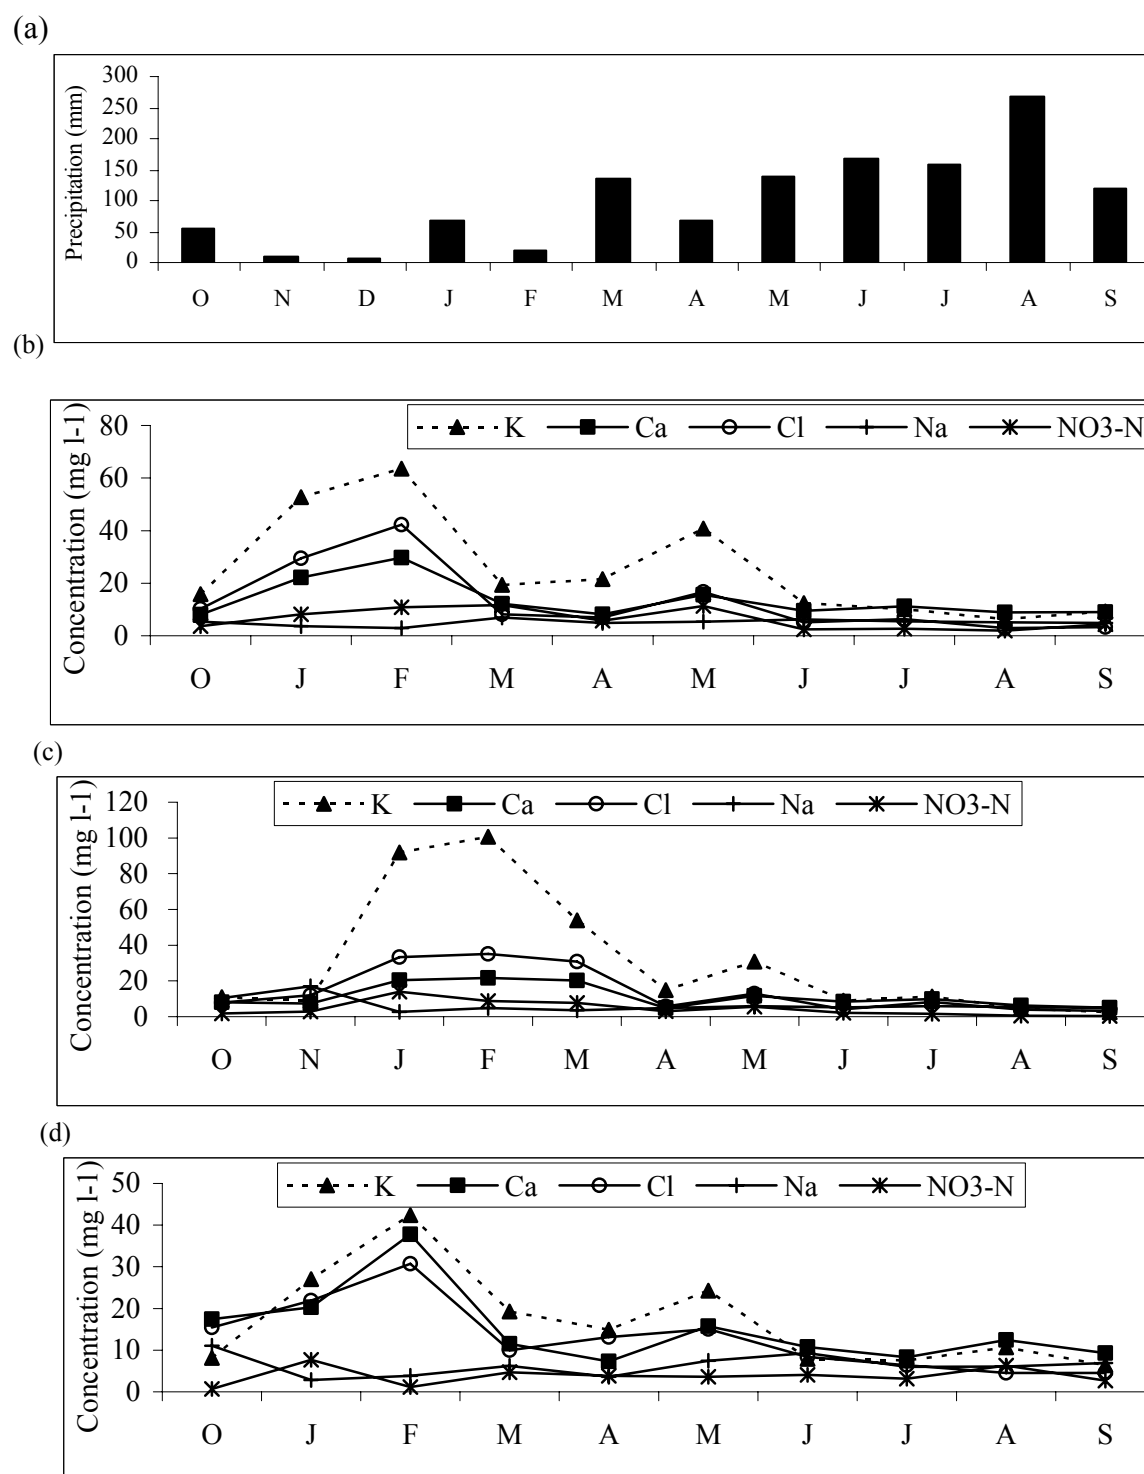 (a)
Precipitation (mm)
300
250
200
150
100
50
0
O N D J F M A M J J A S
(b)
Concentration (mg l-1)
K Ca Cl Na NO3-N
80
60
40
20
0
O J F M A M J J A S
(c)
Concentration (mg l-1)
K Ca Cl Na NO3-N
120
100
80
60
40
20
0
O N J F M A M J J A S
(d)
Concentration (mg l-1)
K Ca Cl Na NO3-N
50
40
30
20
10
0
O J F M A M J J A S